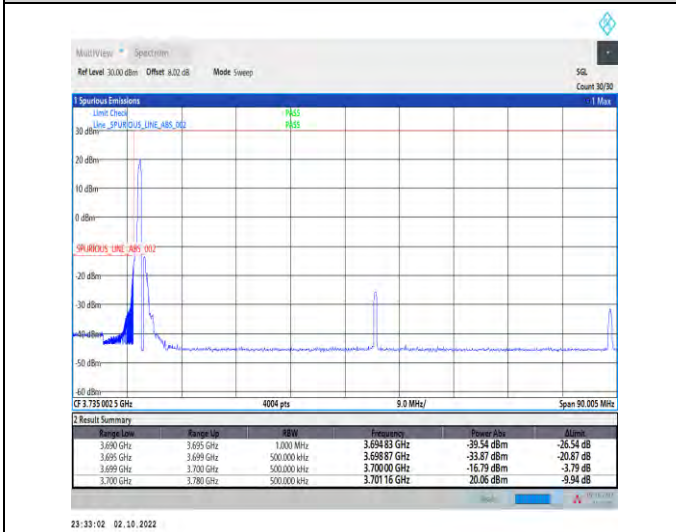 MultiView Spectrum
Ref Level 30.00 dBm Offset 8.02 dB Mode Sweep SGL
Count 30/30
1 Spurious Emissions 1 Max
Limit Check PASS
Line _SPURIOUS_LINE_ABS_002 PASS
30 dBm
20 dBm
10 dBm
0 dBm
SPURIOUS_LINE_ABS_002
-20 dBm
-30 dBm
-40 dBm
-50 dBm
-60 dBm
CF 3.735 002 5 GHz 4004 pts 9.0 MHz/ Span 90.005 MHz
2 Result Summary
Range Low Range Up RBW Frequency Power Abs ΔLimit
3.690 GHz 3.695 GHz 1.000 MHz 3.694 83 GHz -39.54 dBm -26.54 dB
3.695 GHz 3.699 GHz 500.000 kHz 3.698 87 GHz -33.87 dBm -20.87 dB
3.699 GHz 3.700 GHz 500.000 kHz 3.700 00 GHz -16.79 dBm -3.79 dB
3.700 GHz 3.780 GHz 500.000 kHz 3.701 16 GHz 20.06 dBm -9.94 dB
23:33:02 02.10.2022